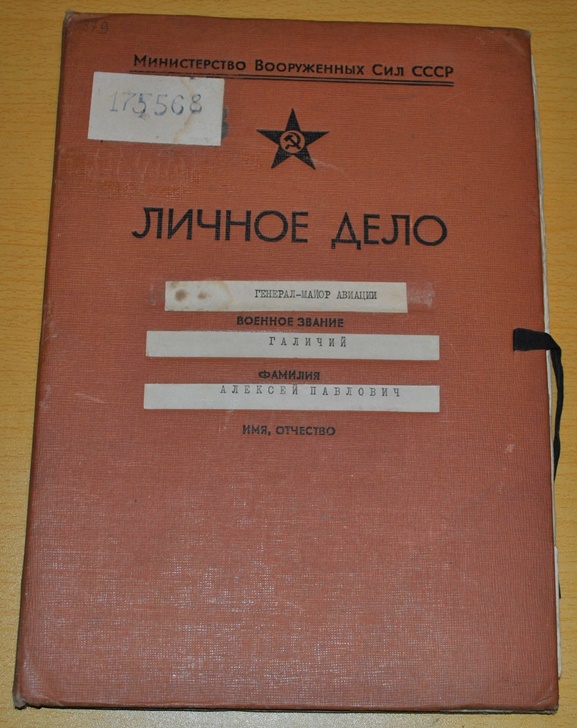 Министерство Вооруженных Сил СССР
175568
ЛИЧНОЕ ДЕЛО
ГЕНЕРАЛ-МАЙОР АВИАЦИИ
ВОЕННОЕ ЗВАНИЕ
ГАЛИЧИЙ
ФАМИЛИЯ
АЛЕКСЕЙ ПАВЛОВИЧ
ИМЯ, ОТЧЕСТВО